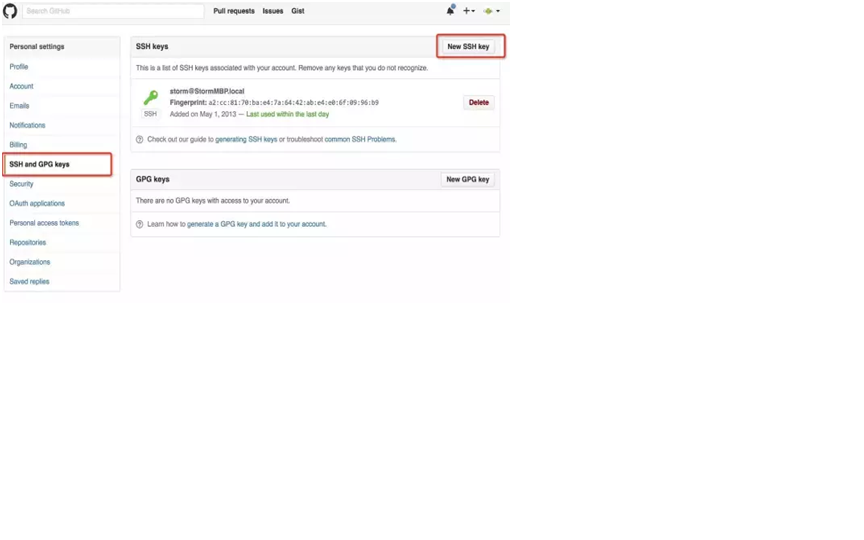 Search GitHub
Pull requests Issues Gist
Personal settings
Profile
Account
Emails
Notifications
Billing
SSH and GPG keys
Security
OAuth applications
Personal access tokens
Repositories
Organizations
Saved replies
SSH keys
New SSH key
This is a list of SSH keys associated with your account. Remove any keys that you do not recognize.
storm@StormMBP.local
Fingerprint: a2:cc:81:70:ba:e4:7a:64:42:ab:e4:e0:6f:09:96:b9
SSH
Added on May 1, 2013 — Last used within the last day
Delete
Check out our guide to generating SSH keys or troubleshoot common SSH Problems.
GPG keys
New GPG key
There are no GPG keys with access to your account.
Learn how to generate a GPG key and add it to your account.